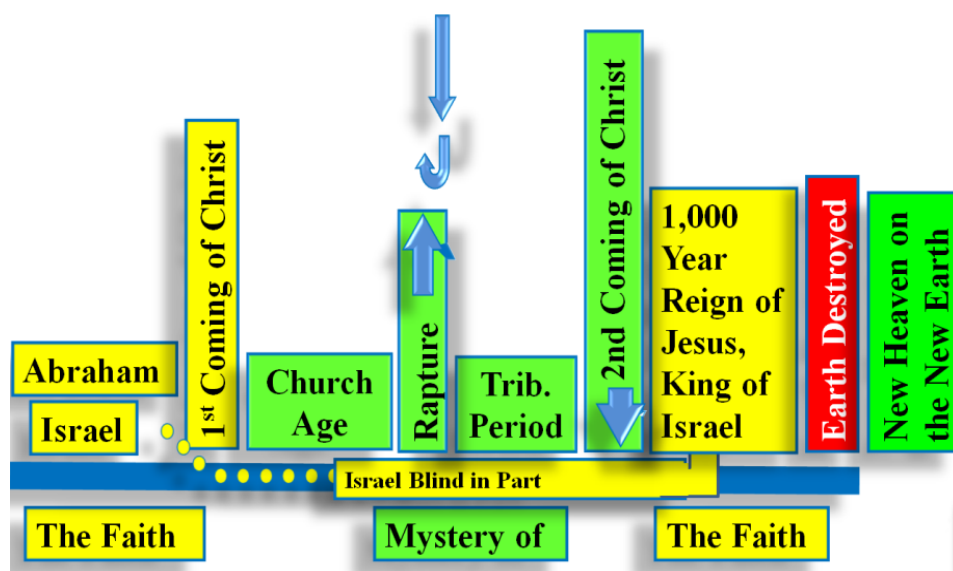 Abraham
Israel
1st Coming of Christ
Church
Age
Rapture
Trib.
Period
2nd Coming of Christ
1,000
Year
Reign of
Jesus,
King of
Israel
Earth Destroyed
New Heaven on
the New Earth
Israel Blind in Part
The Faith
Mystery of
The Faith